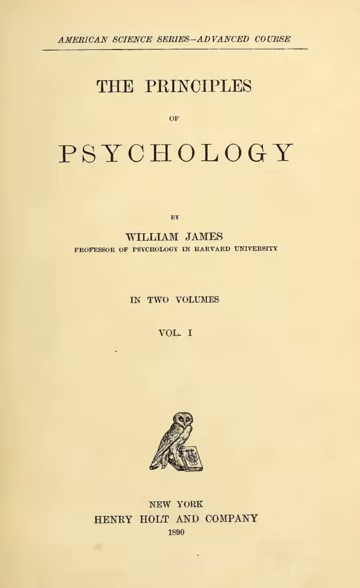 AMERICAN SCIENCE SERIES—ADVANCED COURSE
THE PRINCIPLES
OF
PSYCHOLOGY
BY
WILLIAM JAMES
PROFESSOR OF PSYCHOLOGY IN HARVARD UNIVERSITY
IN TWO VOLUMES
VOL. I
NEW YORK
HENRY HOLT AND COMPANY
1890